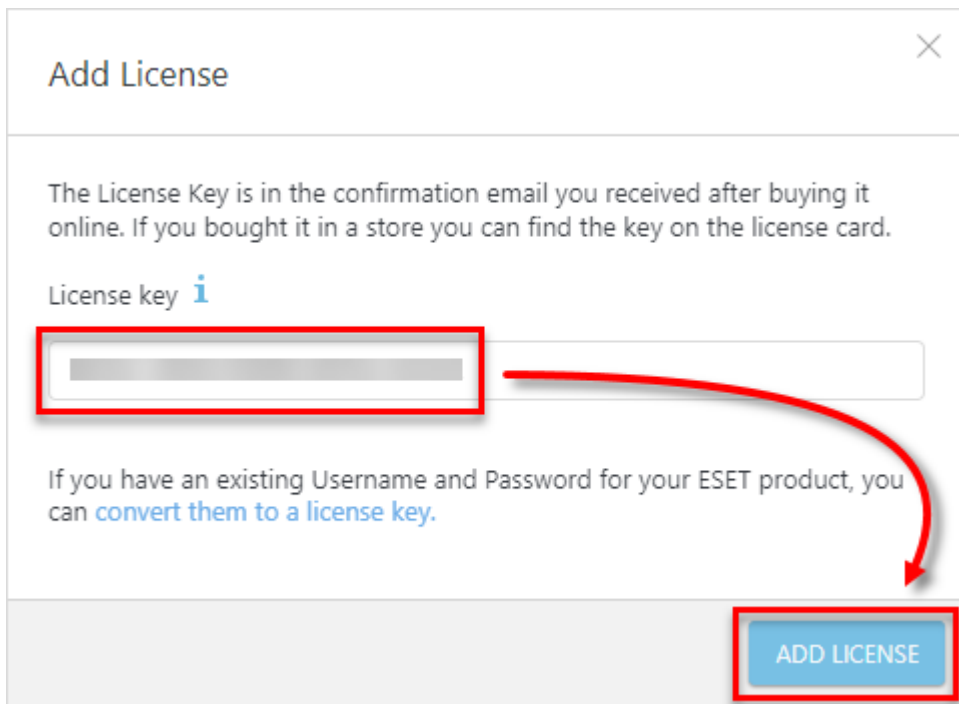 Add License
The License Key is in the confirmation email you received after buying it
online. If you bought it in a store you can find the key on the license card.
License key i
If you have an existing Username and Password for your ESET product, you
can convert them to a license key.
ADD LICENSE